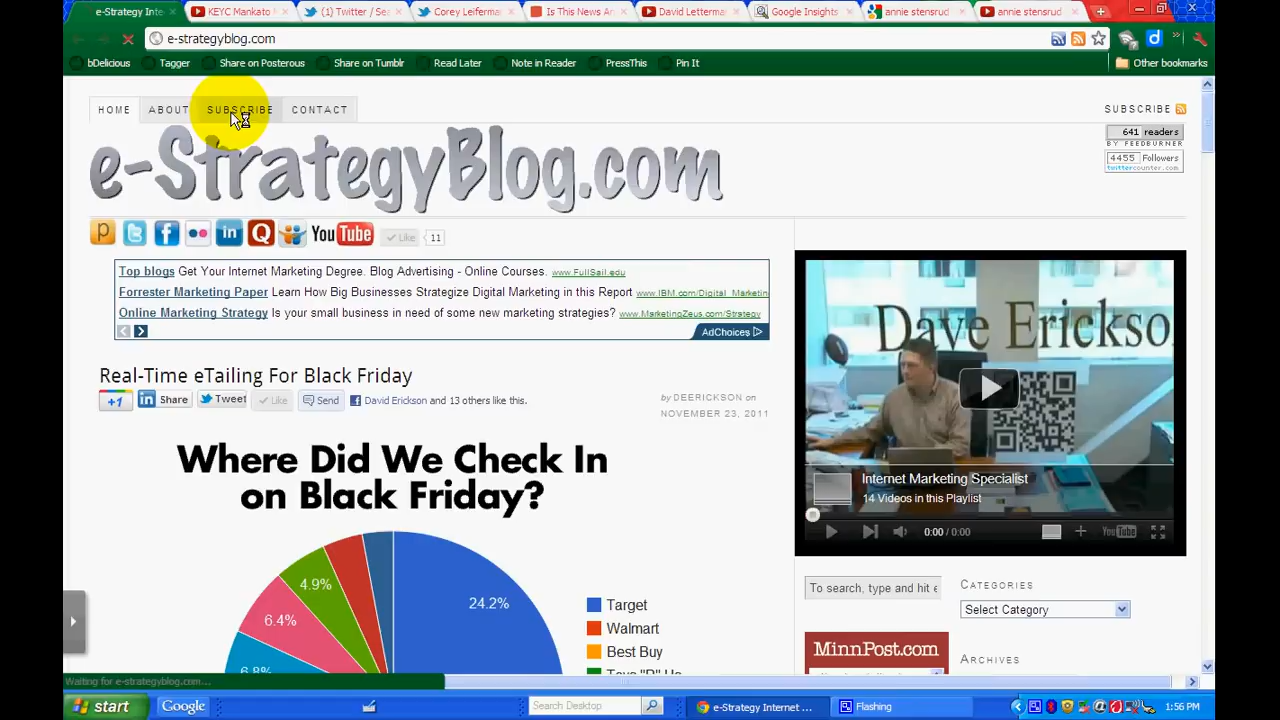 e-Strategy Inte
KEYC Mankato
(1) Twitter / Se
Corey Leiferma
Is This News Ar
David Letterma
Google Insights
annie stensrud
annie stensrud
e-strategyblog.com
bDelicious
Tagger
Share on Posterous
Share on Tumblr
Read Later
Note in Reader
PressThis
Pin It
Other bookmarks
HOME ABOUT SUBSCRIBE CONTACT
SUBSCRIBE
641 readers
BY FEEDBURNER
4455 Followers
twittercounter.com
e-StrategyBlog.com
You Tube
Like 11
Top blogs Get Your Internet Marketing Degree. Blog Advertising - Online Courses. www.FullSail.edu
Forrester Marketing Paper Learn How Big Businesses Strategize Digital Marketing in this Report www.IBM.com/Digital_Marketin
Online Marketing Strategy Is your small business in need of some new marketing strategies? www.MarketingZeus.com/Strategy
AdChoices
Real-Time eTailing For Black Friday
+1 Share Tweet Like Send David Erickson and 13 others like this.
by DEERICKSON on
NOVEMBER 23, 2011
Where Did We Check In
on Black Friday?
24.2%
4.9%
6.4%
6.8%
Target
Walmart
Best Buy
Toys "R" Us
Dave Erickso
Internet Marketing Specialist
14 Videos in this Playlist
0:00 / 0:00
YouTube
To search, type and hit e
CATEGORIES
Select Category
MinnPost.com
ARCHIVES
Waiting for e-strategyblog.com...
start
Google
Search Desktop
e-Strategy Internet ...
Flashing
1:56 PM